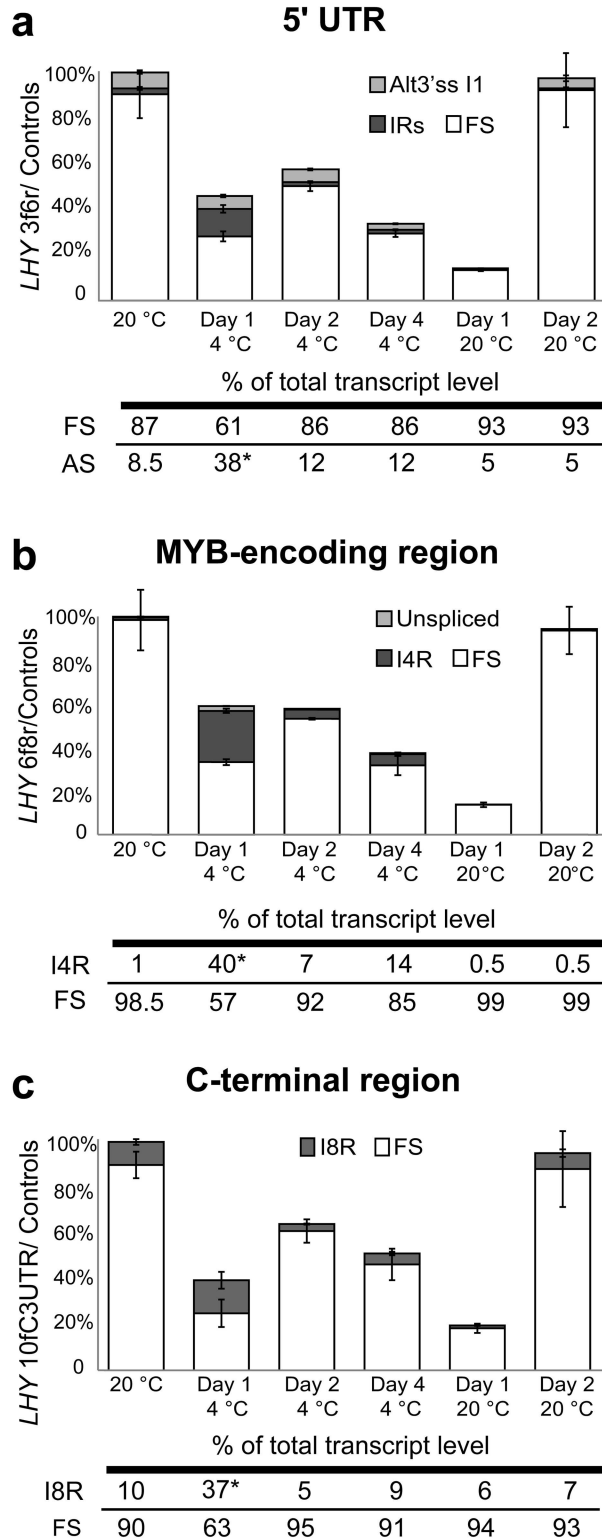 a 5' UTR
100%
80%
60%
40%
20%
0
LHY 3f6r/ Controls
Alt3'ss I1
IRs FS
20 °C Day 1 Day 2 Day 4 Day 1 Day 2
4 °C 4 °C 4 °C 20 °C 20 °C
% of total transcript level
FS 87 61 86 86 93 93
AS 8.5 38* 12 12 5 5
b MYB-encoding region
100%
80%
60%
40%
20%
0
LHY 6f8r/Controls
Unspliced
I4R FS
20 °C Day 1 Day 2 Day 4 Day 1 Day 2
4 °C 4 °C 4 °C 20°C 20°C
% of total transcript level
I4R 1 40* 7 14 0.5 0.5
FS 98.5 57 92 85 99 99
c C-terminal region
100%
80%
60%
40%
20%
0
LHY 10fC3UTR/ Controls
I8R FS
20 °C Day 1 Day 2 Day 4 Day 1 Day 2
4 °C 4 °C 4 °C 20 °C 20 °C
% of total transcript level
I8R 10 37* 5 9 6 7
FS 90 63 95 91 94 93